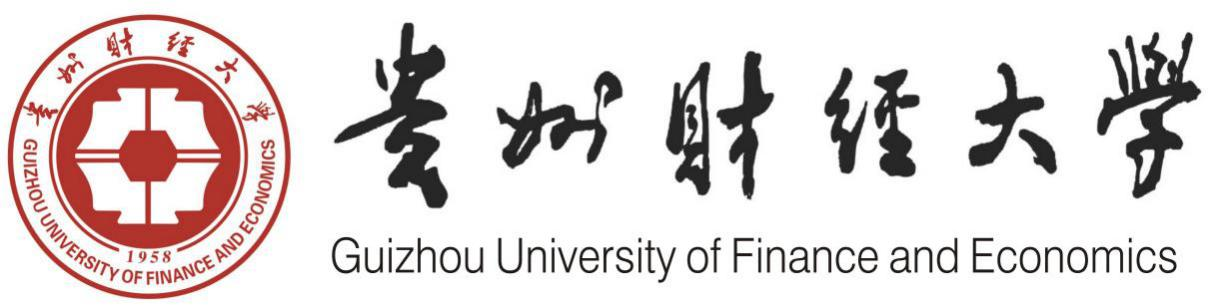 贵州财经大学
GUIZHOU UNIVERSITY OF FINANCE AND ECONOMICS
1958
贵州财经大學
Guizhou University of Finance and Economics